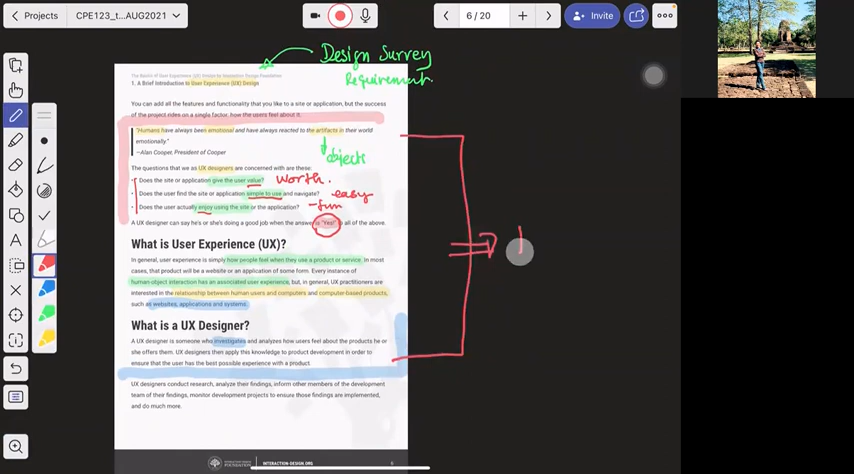 Projects
CPE123_t...AUG2021
6 / 20
Invite
Design Survey
Requirement.
The Basics of User Experience (UX) Design by Interaction Design Foundation
1. A Brief Introduction to User Experience (UX) Design
You can add all the features and functionality that you like to a site or application, but the success
of the project rides on a single factor: how the users feel about it.
"Humans have always been emotional and have always reacted to the artifacts in their world
emotionally."
—Alan Cooper, President of Cooper
objects
The questions that we as UX designers are concerned with are these:
• Does the site or application give the user value?
worth.
• Does the user find the site or application simple to use and navigate?
easy
• Does the user actually enjoy using the site or the application?
-fun
A UX designer can say he's or she's doing a good job when the answer is "Yes!" to all of the above.
What is User Experience (UX)?
In general, user experience is simply how people feel when they use a product or service. In most
cases, that product will be a website or an application of some form. Every instance of
human-object interaction has an associated user experience, but, in general, UX practitioners are
interested in the relationship between human users and computers and computer-based products,
such as websites, applications and systems.
What is a UX Designer?
A UX designer is someone who investigates and analyzes how users feel about the products he or
she offers them. UX designers then apply this knowledge to product development in order to
ensure that the user has the best possible experience with a product.
UX designers conduct research, analyze their findings, inform other members of the development
team of their findings, monitor development projects to ensure those findings are implemented,
and do much more.
INTERACTION DESIGN
FOUNDATION
INTERACTION-DESIGN.ORG
6